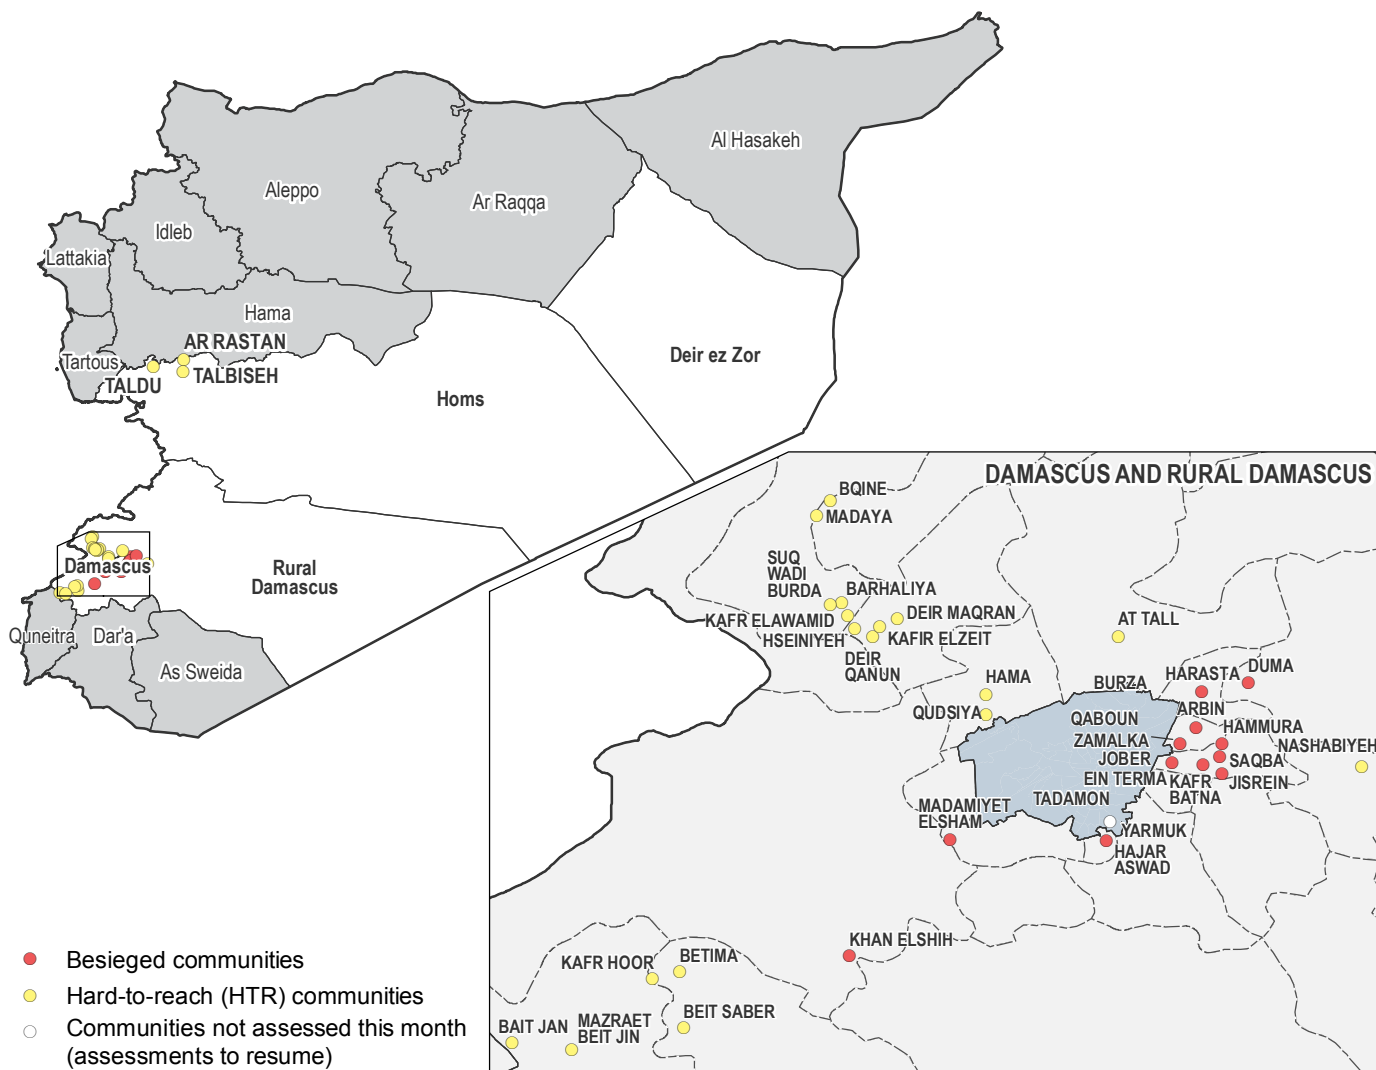 Al Hasakeh
Aleppo
Ar Raqqa
Idleb
Lattakia
Hama
AR RASTAN
Tartous
TALDU
TALBISEH
Deir ez Zor
Homs
Damascus
Rural
Damascus
Quneitra
Dar'a
As Sweida
DAMASCUS AND RURAL DAMASCUS
BQINE
MADAYA
SUQ
WADI
BURDA
BARHALIYA
KAFR ELAWAMID
DEIR MAQRAN
HSEINIYEH
KAFIR ELZEIT
DEIR
QANUN
AT TALL
HAMA
QUDSIYA
BURZA
HARASTA
DUMA
ARBIN
QABOUN
HAMMURA
ZAMALKA
NASHABIYEH
JOBER
SAQBA
EIN TERMA
KAFR
BATNA
JISREIN
TADAMON
MADAMIYET
ELSHAM
YARMUK
HAJAR
ASWAD
KHAN ELSHIH
KAFR HOOR
BETIMA
BEIT SABER
BAIT JAN
MAZRAET
BEIT JIN
Besieged communities
Hard-to-reach (HTR) communities
Communities not assessed this month
(assessments to resume)